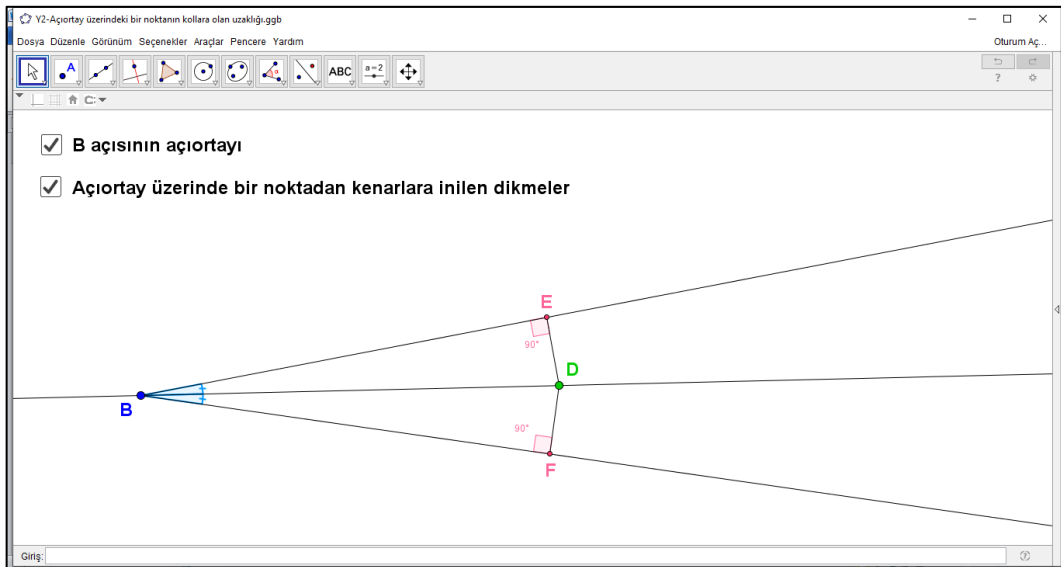 Y2-Açıortay üzerindeki bir noktanın kollara olan uzaklığı.ggb
Dosya Düzenle Görünüm Seçenekler Araçlar Pencere Yardım
Oturum Aç...
A
ABC
a=2
?
B açısının açıortayı
Açıortay üzerinde bir noktadan kenarlara inilen dikmeler
E
90°
D
B
90°
F
Giriş:
?